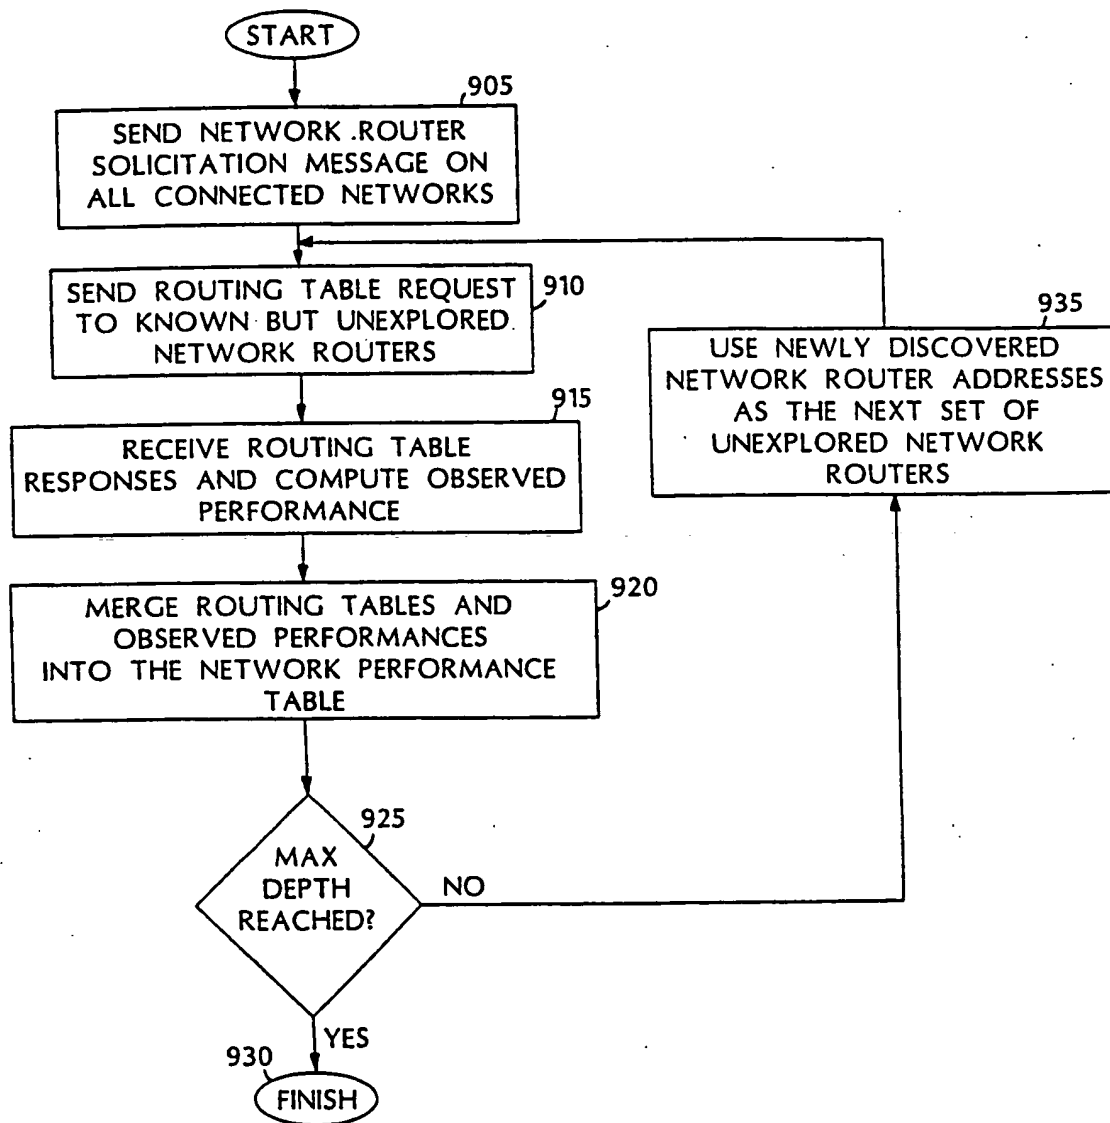 START
905
SEND NETWORK ROUTER
SOLICITATION MESSAGE ON
ALL CONNECTED NETWORKS
SEND ROUTING TABLE REQUEST
TO KNOWN BUT UNEXPLORED
NETWORK ROUTERS
910
915
RECEIVE ROUTING TABLE
RESPONSES AND COMPUTE OBSERVED
PERFORMANCE
920
MERGE ROUTING TABLES AND
OBSERVED PERFORMANCES
INTO THE NETWORK PERFORMANCE
TABLE
925
MAX
DEPTH
REACHED?
NO
YES
930
FINISH
935
USE NEWLY DISCOVERED
NETWORK ROUTER ADDRESSES
AS THE NEXT SET OF
UNEXPLORED NETWORK
ROUTERS